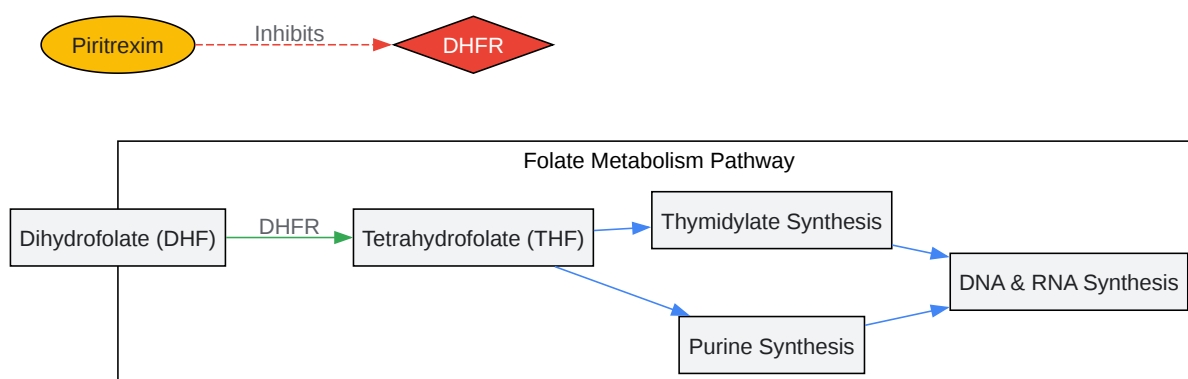 Piritrexim
Inhibits
DHFR
Folate Metabolism Pathway
Dihydrofolate (DHF)
DHFR
Tetrahydrofolate (THF)
Thymidylate Synthesis
Purine Synthesis
DNA & RNA Synthesis